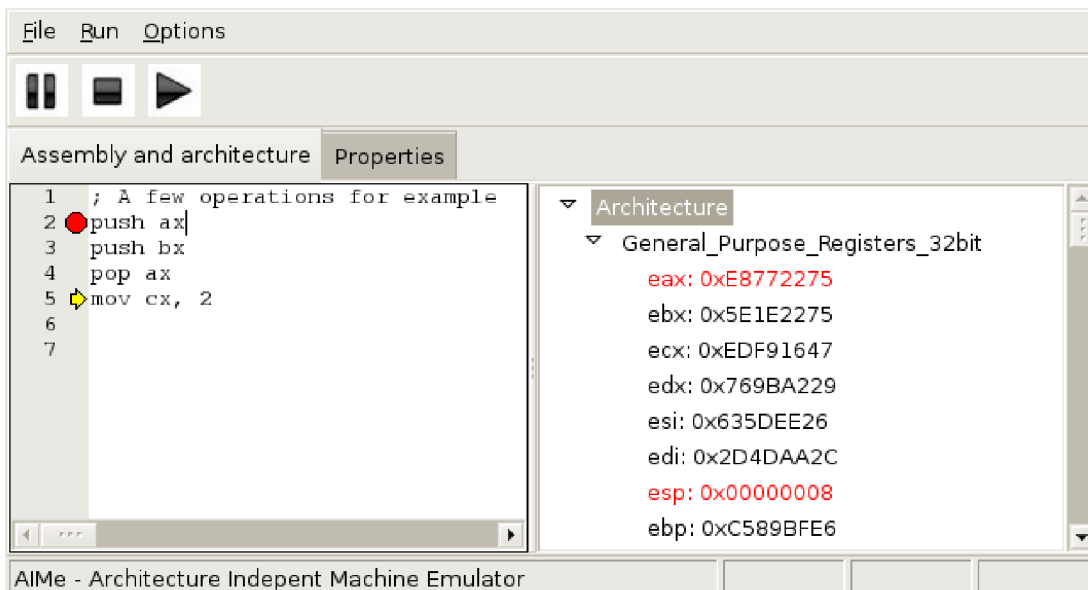 File Run Options
Assembly and architecture Properties
1 ; A few operations for example
2 push ax
3 push bx
4 pop ax
5 mov cx, 2
6
7
Architecture
General_Purpose_Registers_32bit
eax: 0xE8772275
ebx: 0x5E1E2275
ecx: 0xEDF91647
edx: 0x769BA229
esi: 0x635DEE26
edi: 0x2D4DAA2C
esp: 0x00000008
ebp: 0xC589BFE6
AIMe - Architecture Indepent Machine Emulator